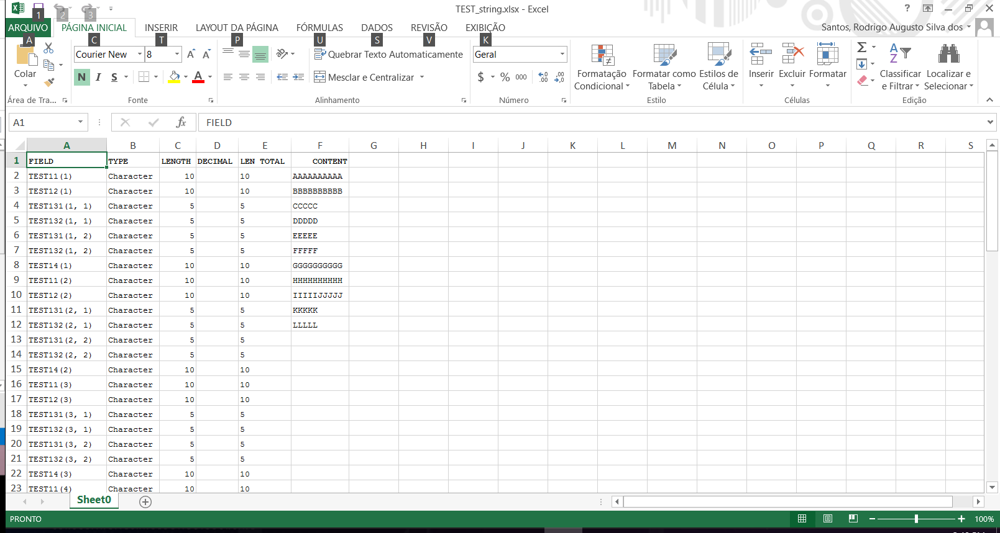 1 2 3
TEST_string.xlsx - Excel
?
ARQUIVO PÁGINA INICIAL INSERIR LAYOUT DA PÁGINA FÓRMULAS DADOS REVISÃO EXIBIÇÃO
Santos, Rodrigo Augusto Silva dos
A C T P U S V K
Colar
Courier New 8
N I S
Quebrar Texto Automaticamente
Mesclar e Centralizar
Geral
$ % 000
Formatação Condicional
Formatar como Tabela
Estilos de Célula
Inserir Excluir Formatar
Classificar e Filtrar
Localizar e Selecionar
Área de Tra... Fonte Alinhamento Número Estilo Células Edição
A1 fx FIELD
A B C D E F G H I J K L M N O P Q R S
1 FIELD TYPE LENGTH DECIMAL LEN TOTAL CONTENT
2 TEST11(1) Character 10 10 AAAAAAAAAA
3 TEST12(1) Character 10 10 BBBBBBBBBB
4 TEST131(1, 1) Character 5 5 CCCCC
5 TEST132(1, 1) Character 5 5 DDDDD
6 TEST131(1, 2) Character 5 5 EEEEE
7 TEST132(1, 2) Character 5 5 FFFFF
8 TEST14(1) Character 10 10 GGGGGGGGGG
9 TEST11(2) Character 10 10 HHHHHHHHHH
10 TEST12(2) Character 10 10 IIIIIJJJJJ
11 TEST131(2, 1) Character 5 5 KKKKK
12 TEST132(2, 1) Character 5 5 LLLLL
13 TEST131(2, 2) Character 5 5
14 TEST132(2, 2) Character 5 5
15 TEST14(2) Character 10 10
16 TEST11(3) Character 10 10
17 TEST12(3) Character 10 10
18 TEST131(3, 1) Character 5 5
19 TEST132(3, 1) Character 5 5
20 TEST131(3, 2) Character 5 5
21 TEST132(3, 2) Character 5 5
22 TEST14(3) Character 10 10
23 TEST11(4) Character 10 10
Sheet0
PRONTO
100%